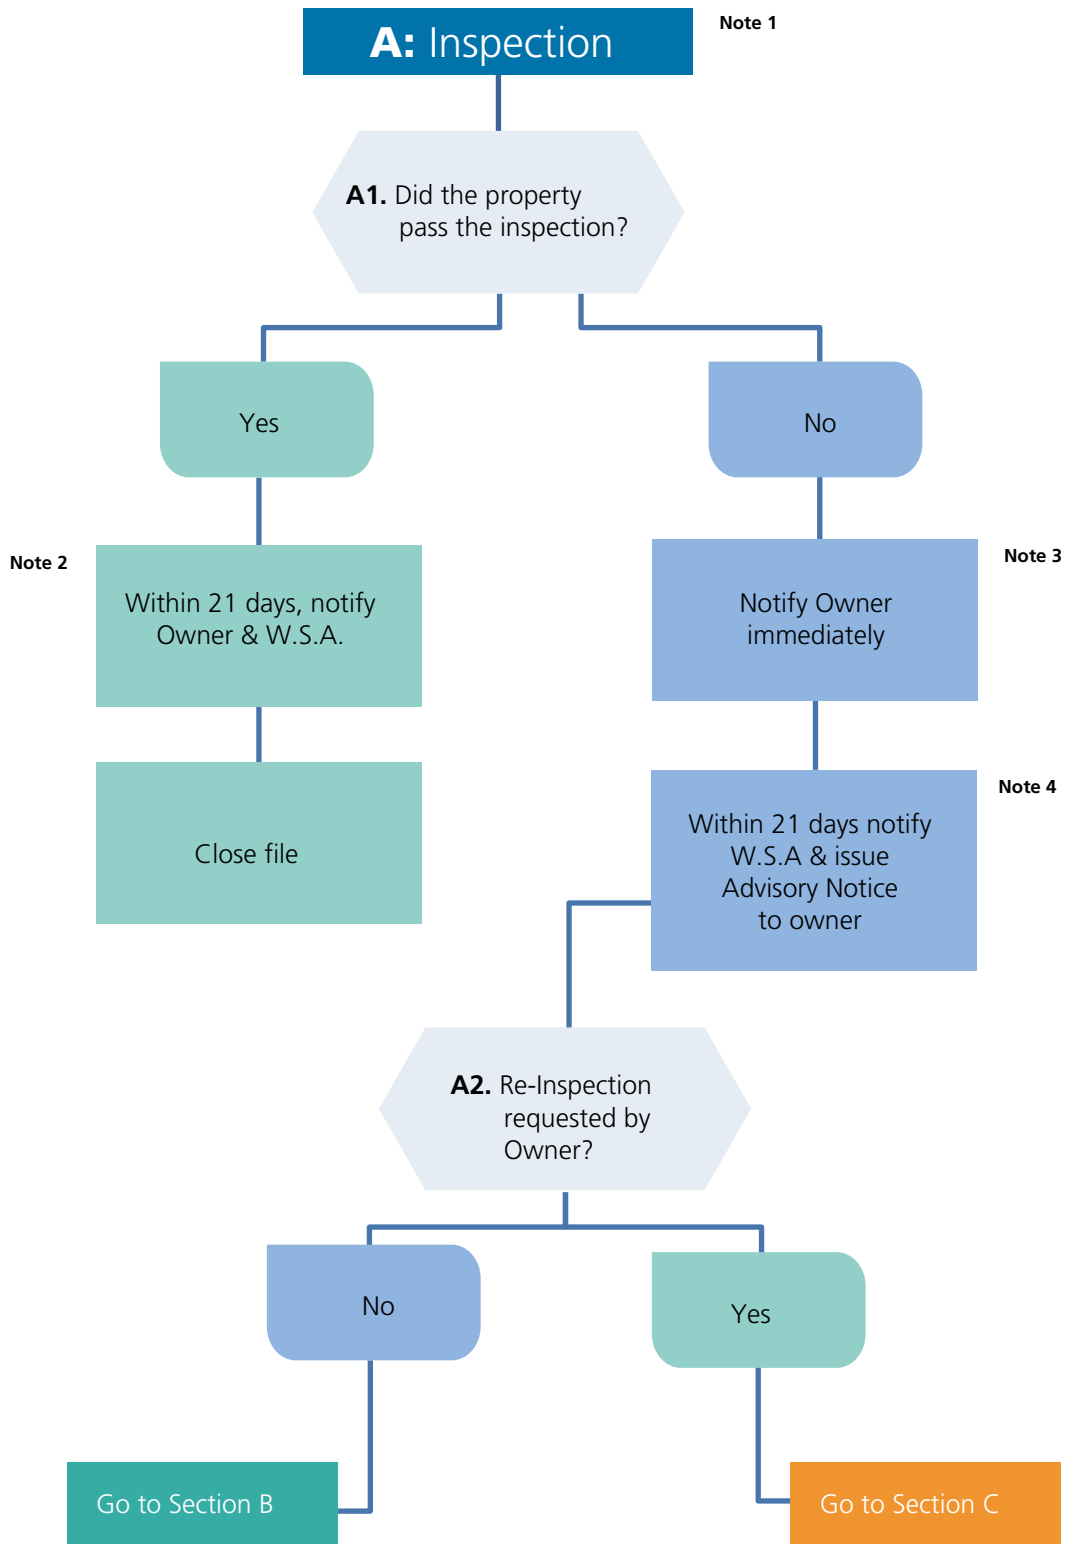 A: Inspection
Note 1
A1. Did the property
pass the inspection?
Yes
No
Note 2
Within 21 days, notify
Owner & W.S.A.
Note 3
Notify Owner
immediately
Close file
Note 4
Within 21 days notify
W.S.A & issue
Advisory Notice
to owner
A2. Re-Inspection
requested by
Owner?
No
Yes
Go to Section B
Go to Section C